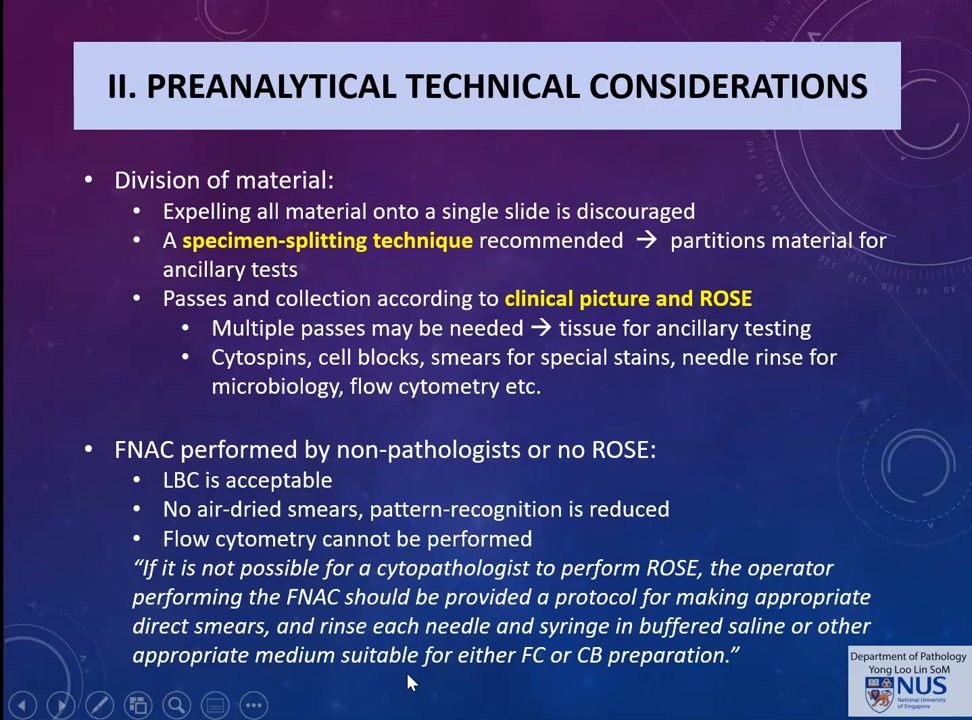 II. PREANALYTICAL TECHNICAL CONSIDERATIONS
• Division of material:
• Expelling all material onto a single slide is discouraged
• A specimen-splitting technique recommended → partitions material for
ancillary tests
• Passes and collection according to clinical picture and ROSE
• Multiple passes may be needed → tissue for ancillary testing
• Cytospins, cell blocks, smears for special stains, needle rinse for
microbiology, flow cytometry etc.
• FNAC performed by non-pathologists or no ROSE:
• LBC is acceptable
• No air-dried smears, pattern-recognition is reduced
• Flow cytometry cannot be performed
“If it is not possible for a cytopathologist to perform ROSE, the operator
performing the FNAC should be provided a protocol for making appropriate
direct smears, and rinse each needle and syringe in buffered saline or other
appropriate medium suitable for either FC or CB preparation.”
Department of Pathology
Yong Loo Lin SoM
NUS
National University
of Singapore